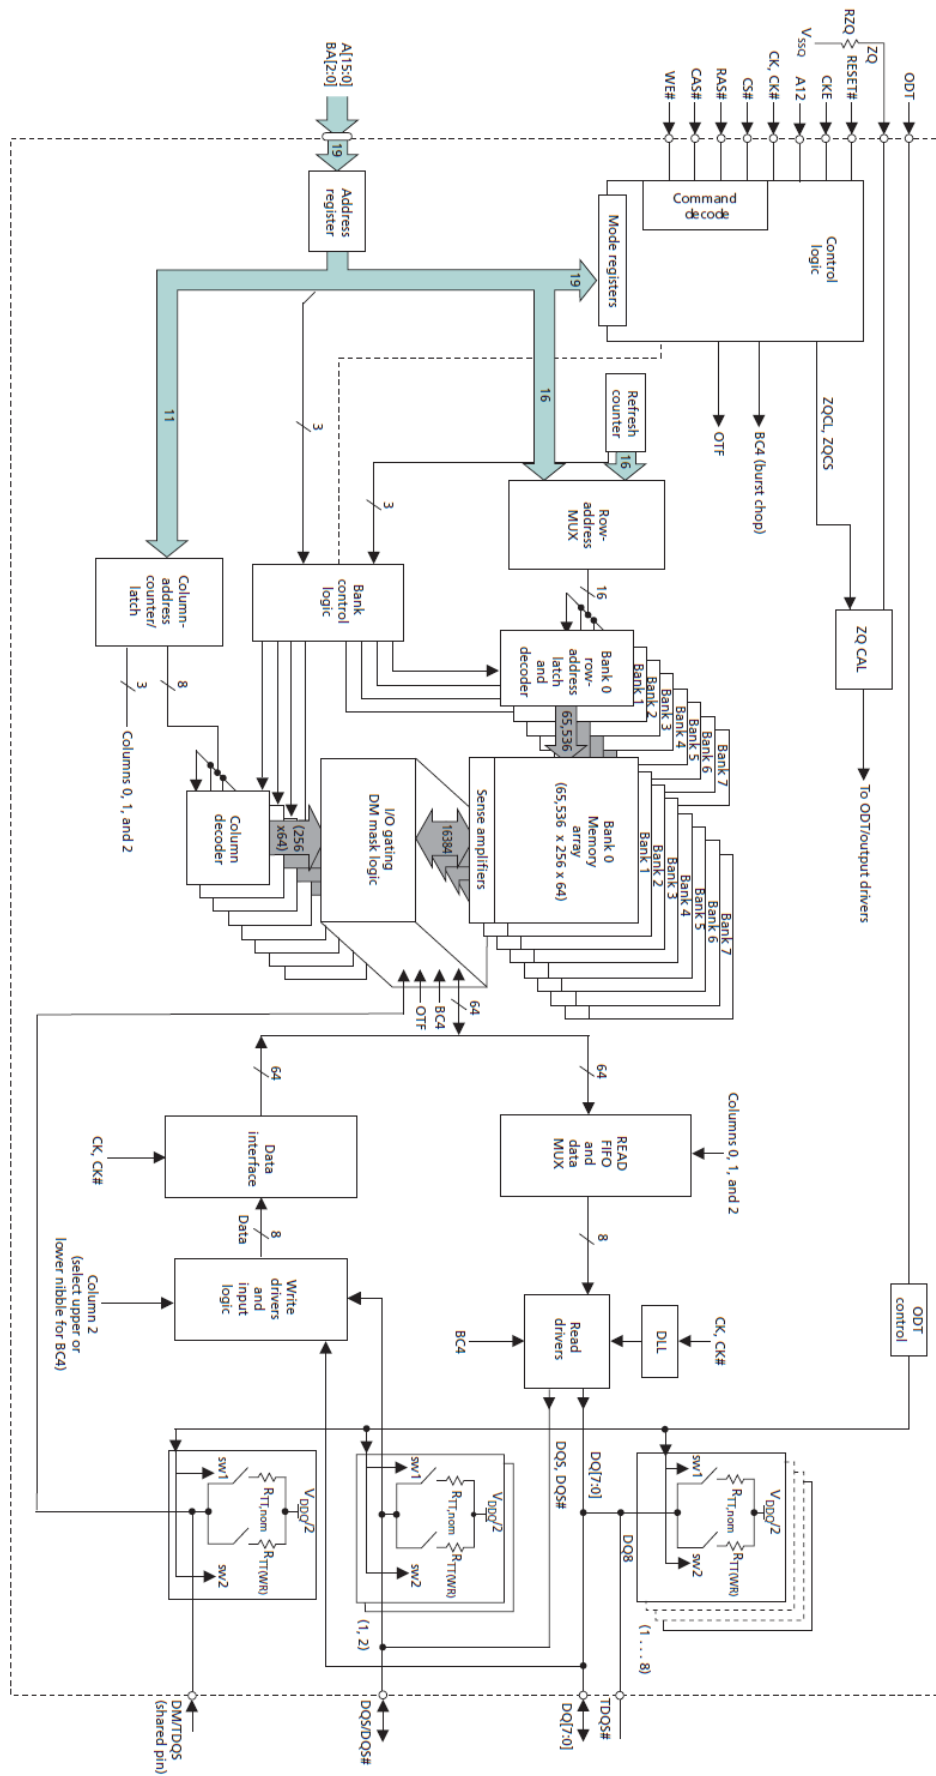 ODT
ZQ
RZQ
VSSQ
RESET#
CKE
A12
CK, CK#
CS#
RAS#
CAS#
WE#
A[15:0]
BA[2:0]
19
Address
register
Command
decode
Control
logic
Mode registers
19
16
11
3
Refresh
counter
16
3
OTF
BC4 (burst chop)
ZQCL, ZQCS
Row-
address
MUX
16
Bank
control
logic
Column-
address
counter/
latch
3
8
Columns 0, 1, and 2
ZQ CAL
To ODT/output drivers
Bank 0
row-
address
latch
and
decoder
Bank 1
Bank 2
Bank 3
Bank 4
Bank 5
Bank 6
Bank 7
65,536
Bank 0
Memory
array
(65,536 x 256 x 64)
Bank 1
Bank 2
Bank 3
Bank 4
Bank 5
Bank 6
Bank 7
Sense amplifiers
16384
I/O gating
DM mask logic
(256
x64)
Column
decoder
64
BC4
OTF
64
64
Columns 0, 1, and 2
READ
FIFO
and
data
MUX
Data
interface
CK, CK#
8
8
Data
Write
drivers
and
input
logic
Column 2
(select upper or
lower nibble for BC4)
ODT
control
CK, CK#
DLL
Read
drivers
BC4
DQ[7:0]
DQS, DQS#
DQ8
VDDQ/2
RTT,nom
RTT(WR)
sw1
sw2
(1 . . . 8)
VDDQ/2
RTT,nom
RTT(WR)
sw1
sw2
(1, 2)
VDDQ/2
RTT,nom
RTT(WR)
sw1
sw2
TDQS#
DQ[7:0]
DQS/DQS#
DM/TDQS
(shared pin)